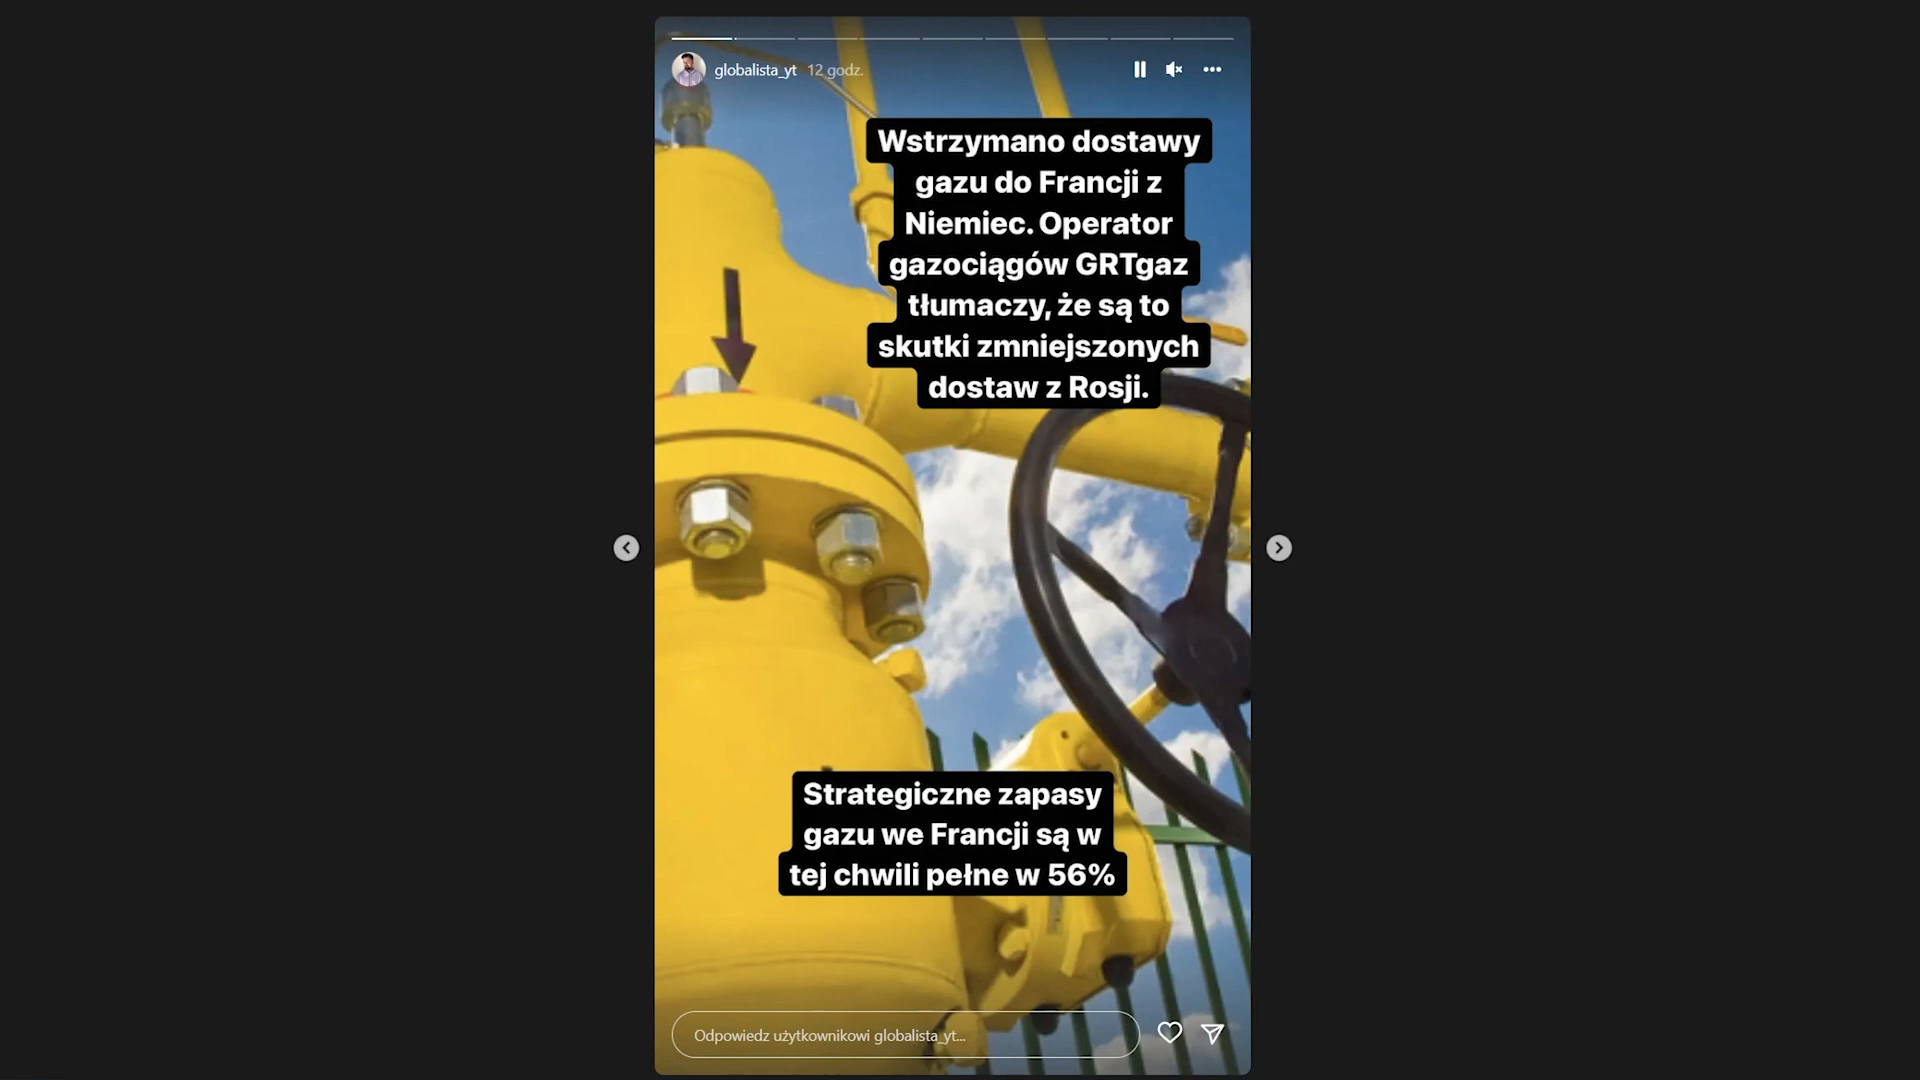 globalista_yt 12 godz.
Wstrzymano dostawy
gazu do Francji z
Niemiec. Operator
gazociągów GRTgaz
tłumaczy, że są to
skutki zmniejszonych
dostaw z Rosji.
Strategiczne zapasy
gazu we Francji są w
tej chwili pełne w 56%
Odpowiedz użytkownikowi globalista_yt...